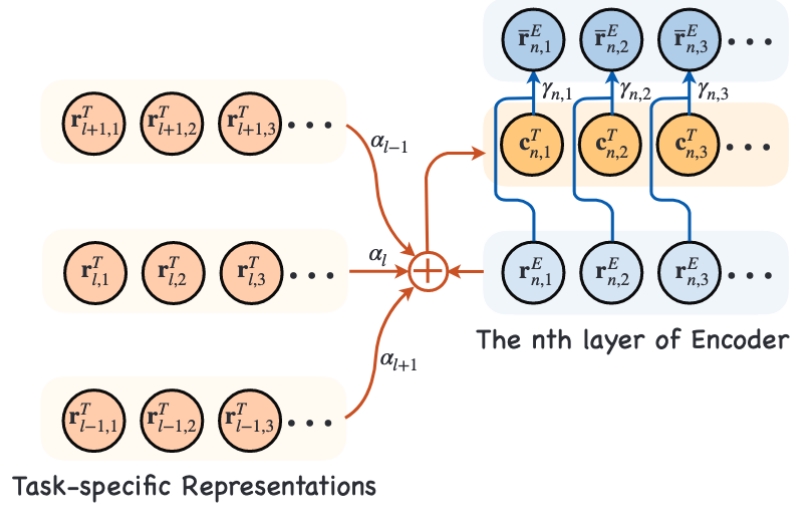 r̄^E_{n,1} r̄^E_{n,2} r̄^E_{n,3} ...
γ_{n,1} γ_{n,2} γ_{n,3}
r^T_{l+1,1} r^T_{l+1,2} r^T_{l+1,3} ...
α_{l−1}
c^T_{n,1} c^T_{n,2} c^T_{n,3} ...
r^T_{l,1} r^T_{l,2} r^T_{l,3} ...
α_l
+
r^E_{n,1} r^E_{n,2} r^E_{n,3} ...
The nth layer of Encoder
α_{l+1}
r^T_{l−1,1} r^T_{l−1,2} r^T_{l−1,3} ...
Task-specific Representations